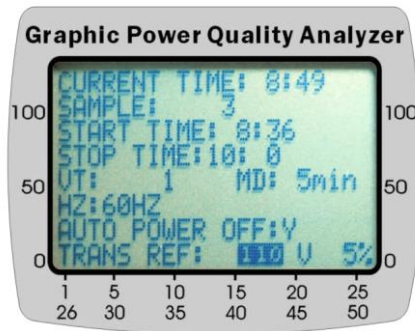 Graphic Power Quality Analyzer
CURRENT TIME: 8:49
SAMPLE: 3
START TIME: 8:36
STOP TIME:10: 0
VT: 1 MD: 5min
HZ:60HZ
AUTO POWER OFF:Y
TRANS REF: 110 V 5%
100 100
50 50
0 0
1 5 10 15 20 25
26 30 35 40 45 50